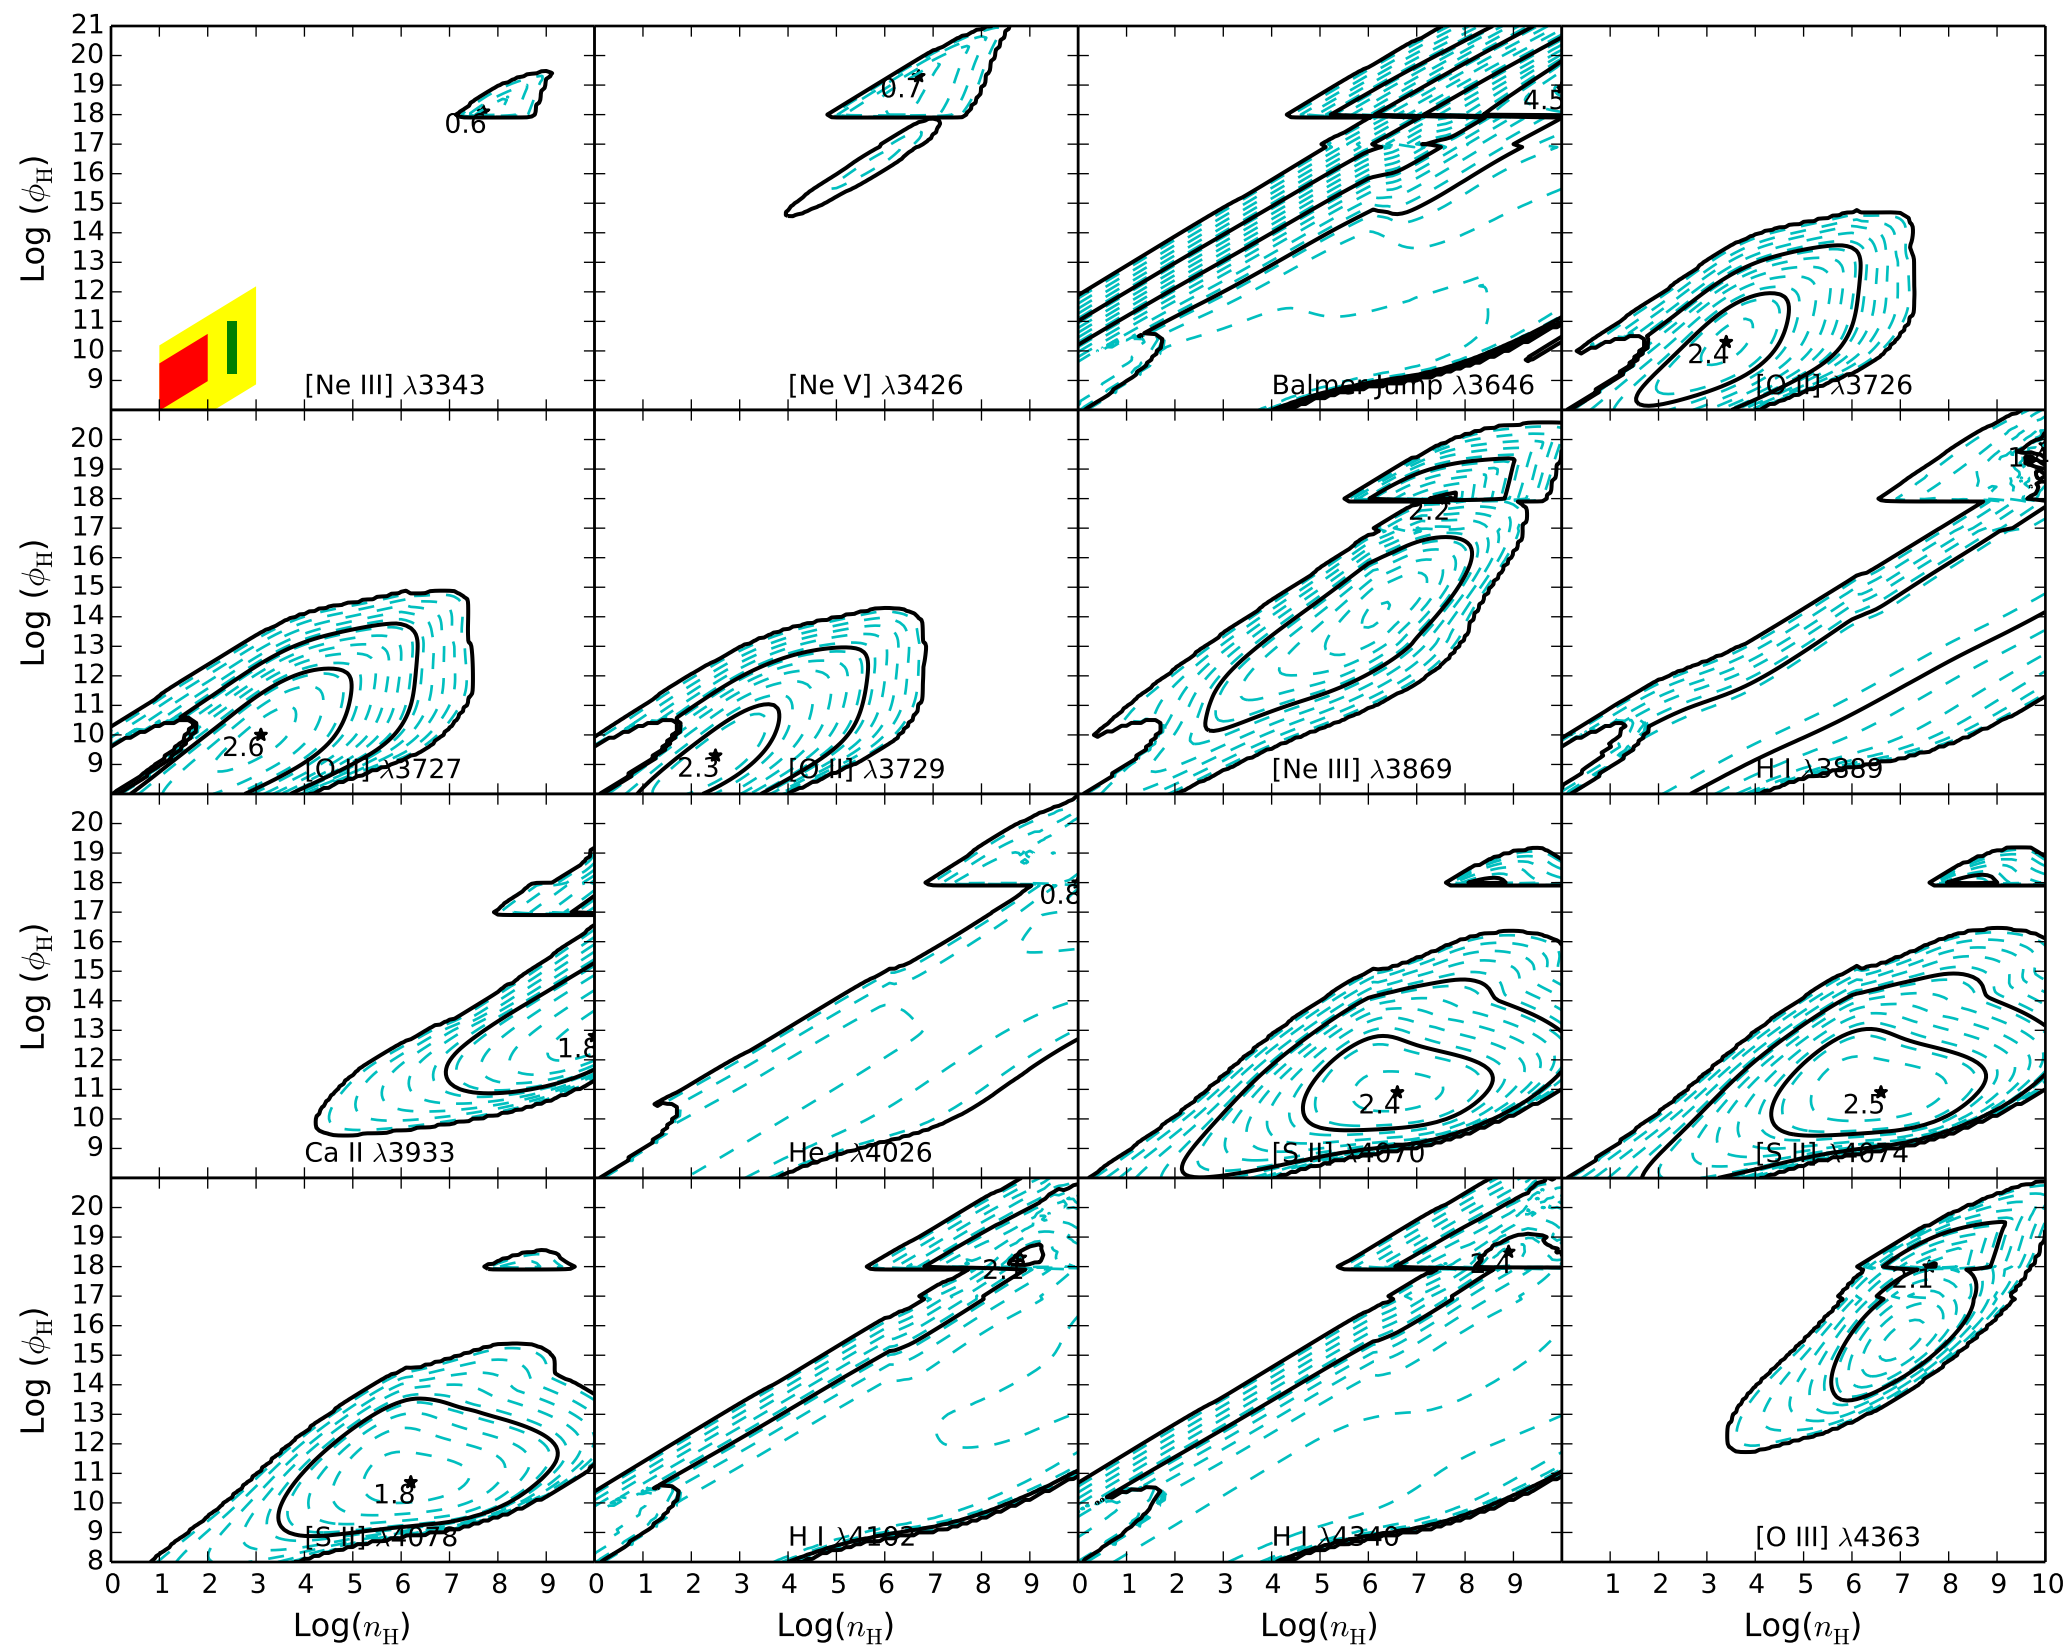 21
20
19
18
17
16
15
14
13
12
11
10
9
Log (ϕH)
0.6
[Ne III] λ3343
0.7
[Ne V] λ3426
4.5
Balmer Jump λ3646
2.4
[O II] λ3726
20
19
18
17
16
15
14
13
12
11
10
9
Log (ϕH)
2.6
[O II] λ3727
2.3
[O II] λ3729
2.2
[Ne III] λ3869
H I λ3889
20
19
18
17
16
15
14
13
12
11
10
9
Log (ϕH)
1.8
Ca II λ3933
0.8
He I λ4026
2.4
[S II] λ4070
2.5
[S II] λ4074
20
19
18
17
16
15
14
13
12
11
10
9
8
Log (ϕH)
1.8
[S II] λ4078
H I λ4102
2.4
H I λ4340
2.1
[O III] λ4363
0 1 2 3 4 5 6 7 8 9 0 1 2 3 4 5 6 7 8 9 0 1 2 3 4 5 6 7 8 9 1 2 3 4 5 6 7 8 9 10
Log(nH) Log(nH) Log(nH) Log(nH)